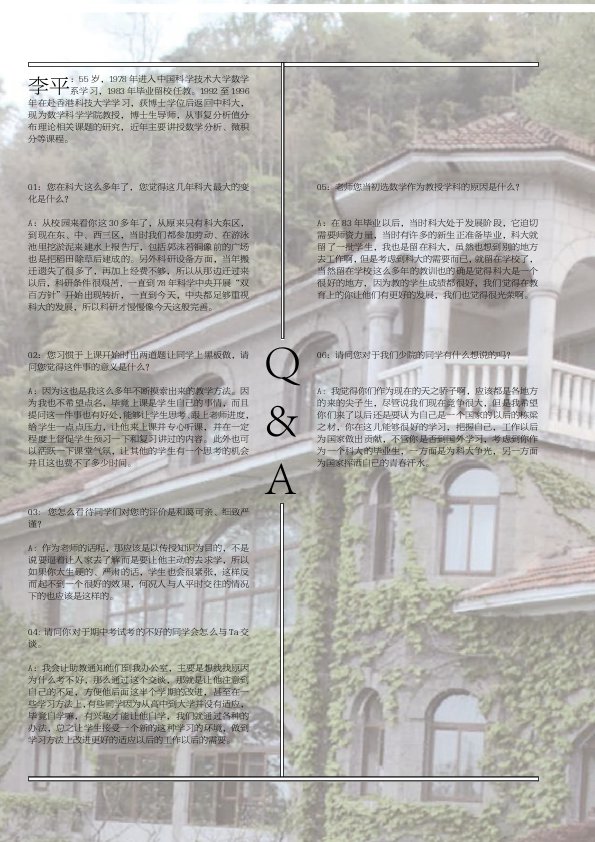 李平：55 岁，1978 年进入中国科学技术大学数学
系学习，1983 年毕业留校任教。1992 至 1996
年在赴香港科技大学学习，获博士学位后返回中科大，
现为数学科学学院教授，博士生导师，从事复分析值分
布理论相关课题的研究，近年主要讲授数学分析、微积
分等课程。
Q1：您在科大这么多年了，您觉得这几年科大最大的变
化是什么？
A：从校园来看你这 30 多年了，从原来只有科大东区，
到现在东、中、西三区，当时我们都参加劳动、在游泳
池里挖淤泥来建水上报告厅，包括郭沫若铜像前的广场
也是把稻田除草后建成的。另外科研设备方面，当年搬
迁遗失了很多了，再加上经费不够，所以从那边迁过来
以后，科研条件很艰苦，一直到 78 年科学中央开展“双
百方针”开始出现转折，一直到今天，中央都足够重视
科大的发展，所以科研才慢慢像今天这般完善。
Q2：您习惯于上课开始时出两道题让同学上黑板做，请
问您觉得这件事的意义是什么？
A：因为这也是我这么多年不断摸索出来的教学方法。因
为我也不希望点名，毕竟上课是学生自己的事情。而且
提问这一件事也有好处,能够让学生思考、跟上老师进度，
给学生一点点压力，让他来上课并专心听课，并在一定
程度上督促学生预习一下和复习讲过的内容。此外也可
以活跃一下课堂气氛，让其他的学生有一个思考的机会
并且这也费不了多少时间。
Q3：您怎么看待同学们对您的评价是和蔼可亲、细致严
谨？
A：作为老师的话呢，那应该是以传授知识为目的，不是
说要逼着让人家去了解而是要让他主动的去求学，所以
如果你太生硬的、严肃的话，学生也会很紧张，这样反
而起不到一个很好的效果，何况人与人平时交往的情况
下的也应该是这样的。
Q4：请问你对于期中考试考的不好的同学会怎么与 Ta 交
谈。
A：我会让助教通知他们到我办公室，主要是想找找原因
为什么考不好，那么通过这个交谈，那就是让他注意到
自己的不足，方便他后面这半个学期的改进，甚至在一
些学习方法上,有些同学因为从高中到大学并没有适应，
毕竟自学嘛，有兴趣才能让他自学，我们就通过各种的
办法，总之让学生接受一个新的这种学习的环境，做到
学习方法上改进更好的适应以后的工作以后的需要。
Q
&
A
Q5：老师您当初选数学作为教授学科的原因是什么？
A：在 83 年毕业以后，当时科大处于发展阶段，它迫切
需要师资力量，当时有许多的新生正准备毕业，科大就
留了一批学生，我也是留在科大，虽然也想到别的地方
去工作啊，但是考虑到科大的需要而已，就留在学校了，
当然留在学校这么多年的教训也的确是觉得科大是一个
很好的地方，因为教的学生成绩都很好，我们觉得在教
育上的你让他们有更好的发展，我们也觉得很光荣啊。
Q6：请问您对于我们少院的同学有什么想说的吗？
A：我觉得你们作为现在的天之骄子啊，应该都是各地方
的来的尖子生，尽管说我们现在竞争很大，但是我希望
你们来了以后还是要认为自己是一个国家的以后的栋梁
之材，你在这儿能够很好的学习，把握自己，工作以后
为国家做出贡献，不管你是否到国外学习，考虑到你作
为一个科大的毕业生，一方面是为科大争光，另一方面
为国家挥洒自己的青春汗水。